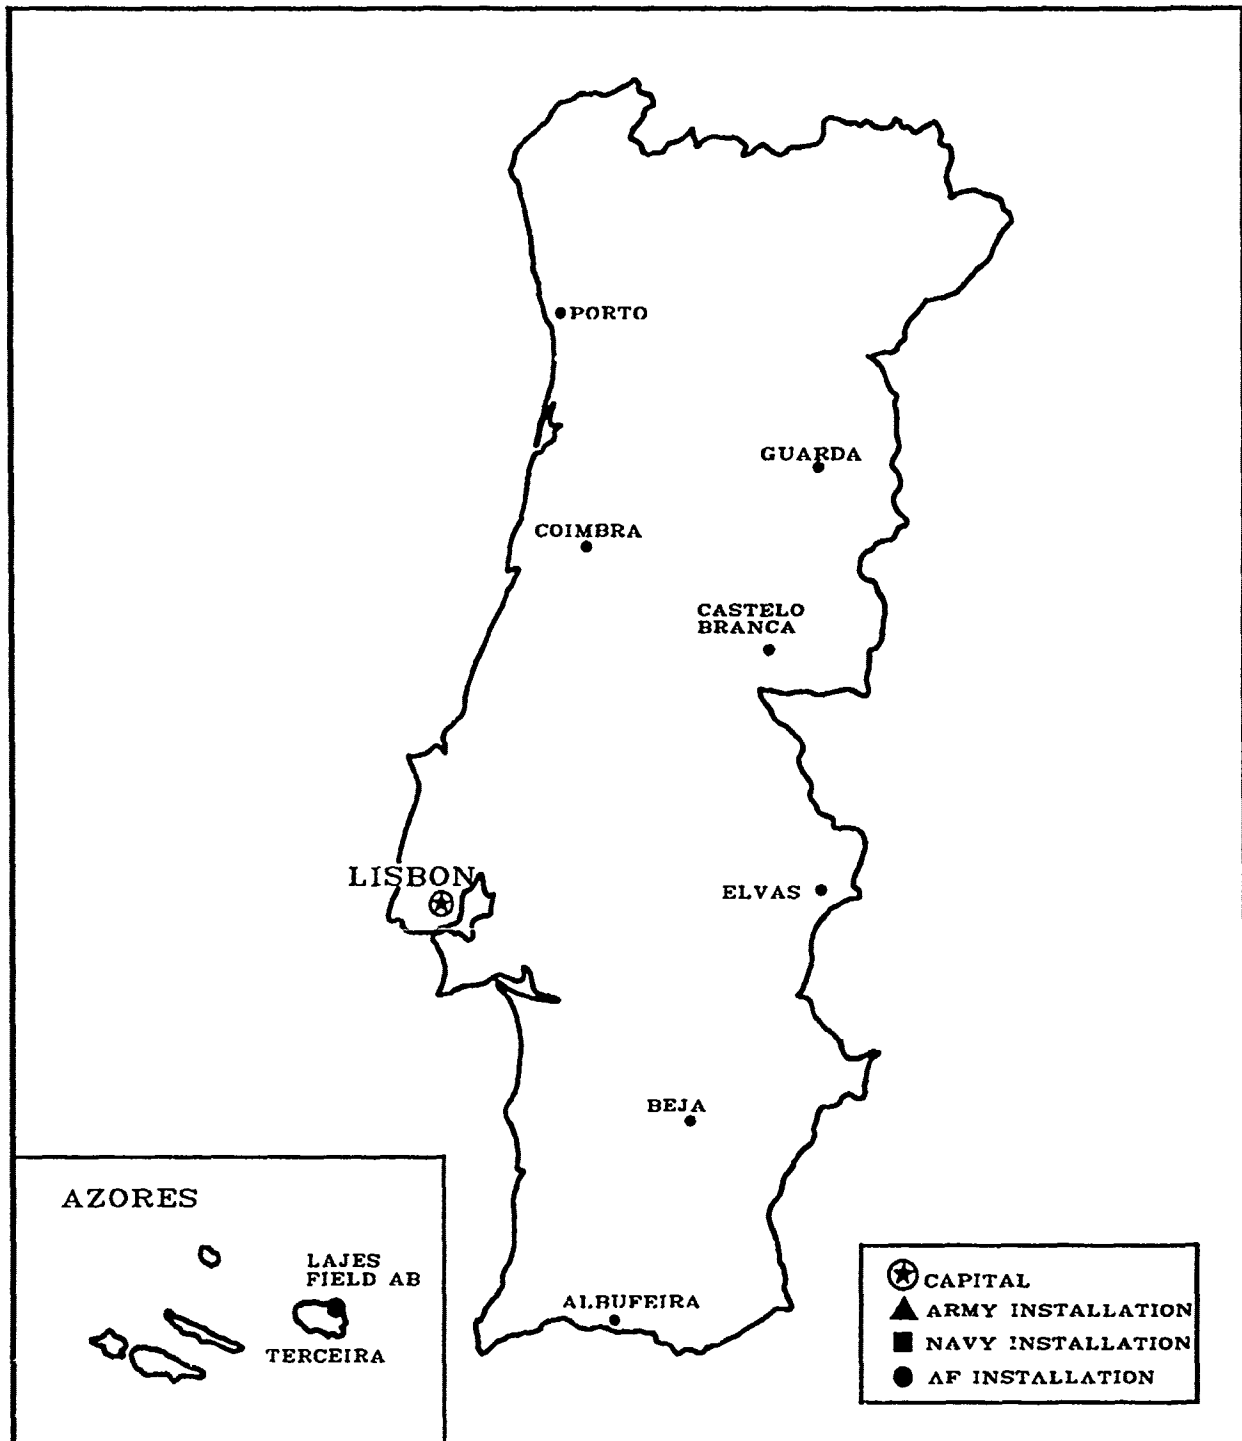 PORTO
GUARDA
COIMBRA
CASTELO
BRANCA
LISBON
ELVAS
BEJA
AZORES
LAJES
FIELD AB
TERCEIRA
ALBUFEIRA
CAPITAL
ARMY INSTALLATION
NAVY INSTALLATION
AF INSTALLATION